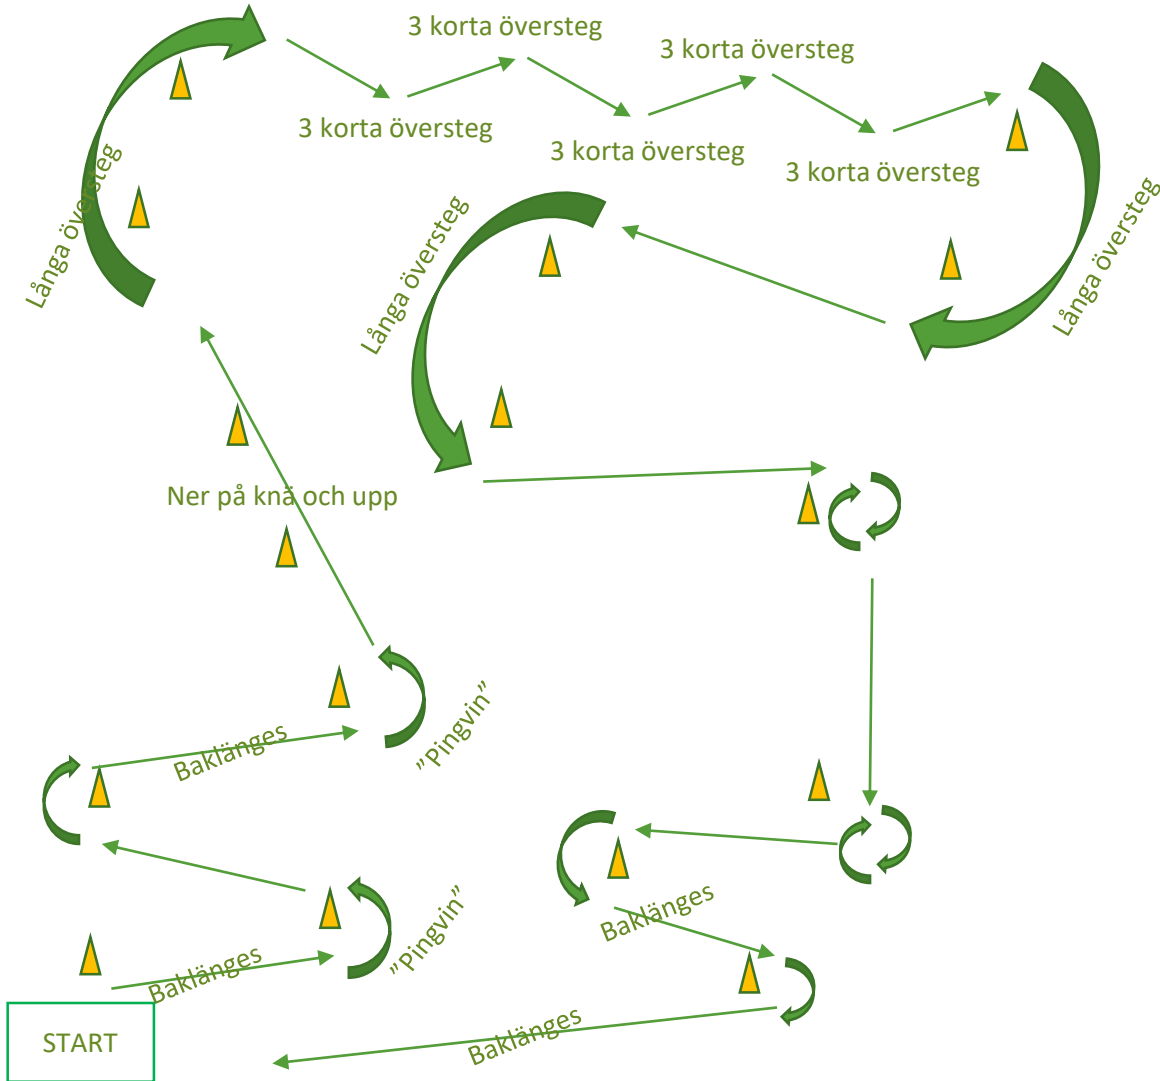 3 korta översteg
3 korta översteg
3 korta översteg
3 korta översteg
3 korta översteg
Långa översteg
Långa översteg
Långa översteg
Ner på knä och upp
Baklänges
”Pingvin”
Baklänges
”Pingvin”
Baklänges
Baklänges
START